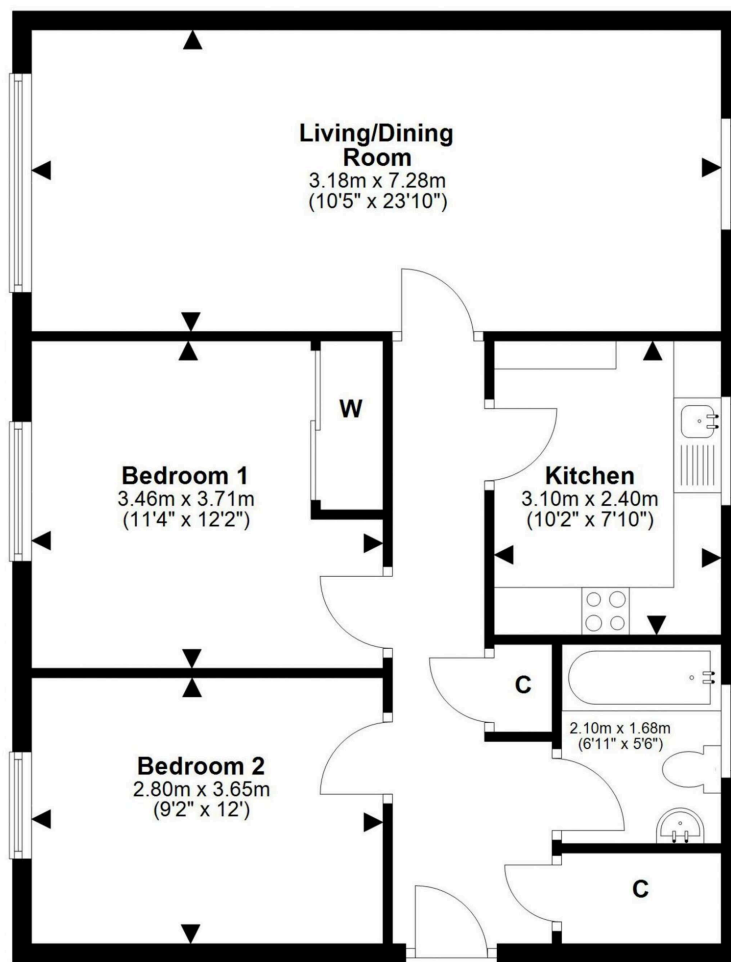 Living/Dining
Room
3.18m x 7.28m
(10'5" x 23'10")
W
Bedroom 1
3.46m x 3.71m
(11'4" x 12'2")
Kitchen
3.10m x 2.40m
(10'2" x 7'10")
C
2.10m x 1.68m
(6'11" x 5'6")
Bedroom 2
2.80m x 3.65m
(9'2" x 12')
C